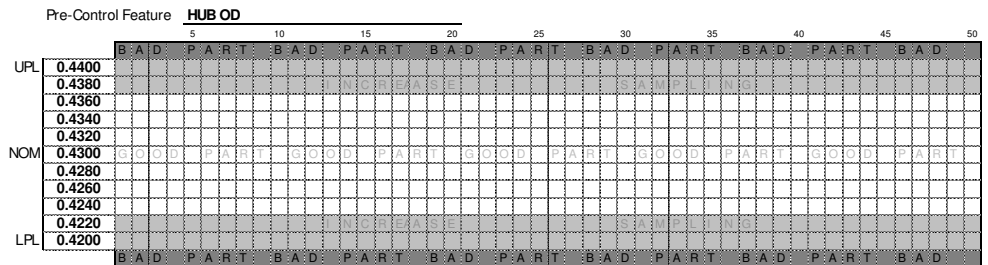 Pre-Control Feature HUB OD
5 10 15 20 25 30 35 40 45 50
BAD PART BAD PART BAD PART BAD PART BAD PART BAD
UPL 0.4400
0.4380 INCREASE SAMPLING
0.4360
0.4340
0.4320
NOM 0.4300 GOOD PART GOOD PART GOOD PART GOOD PART GOOD PART
0.4280
0.4260
0.4240
0.4220 INCREASE SAMPLING
LPL 0.4200
BAD PART BAD PART BAD PART BAD PART BAD PART BAD